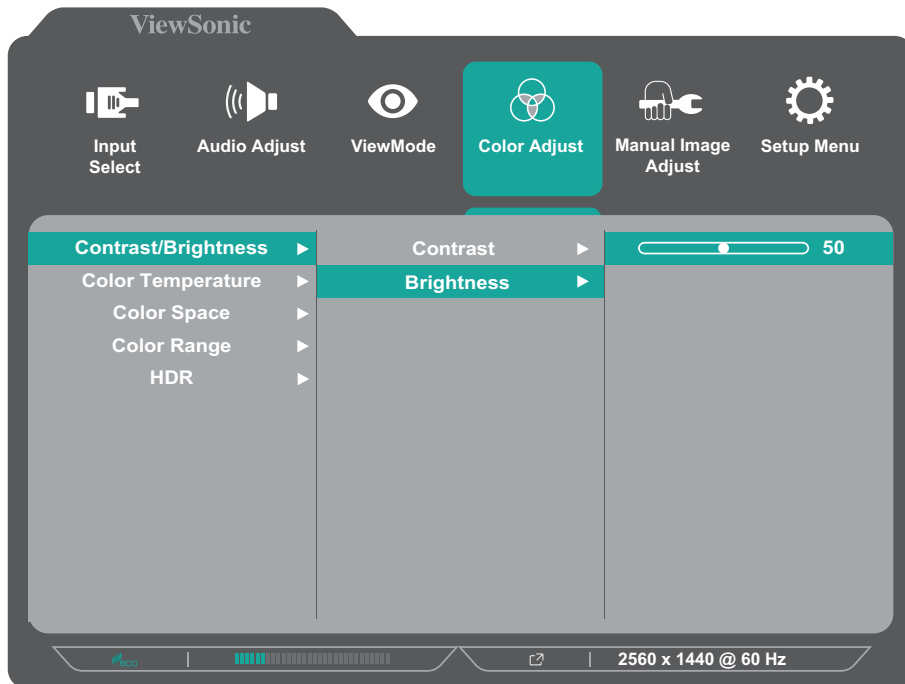 ViewSonic
Input
Select
Audio Adjust
ViewMode
Color Adjust
Manual Image
Adjust
Setup Menu
Contrast/Brightness
Contrast
50
Color Temperature
Brightness
Color Space
Color Range
HDR
eco
2560 x 1440 @ 60 Hz